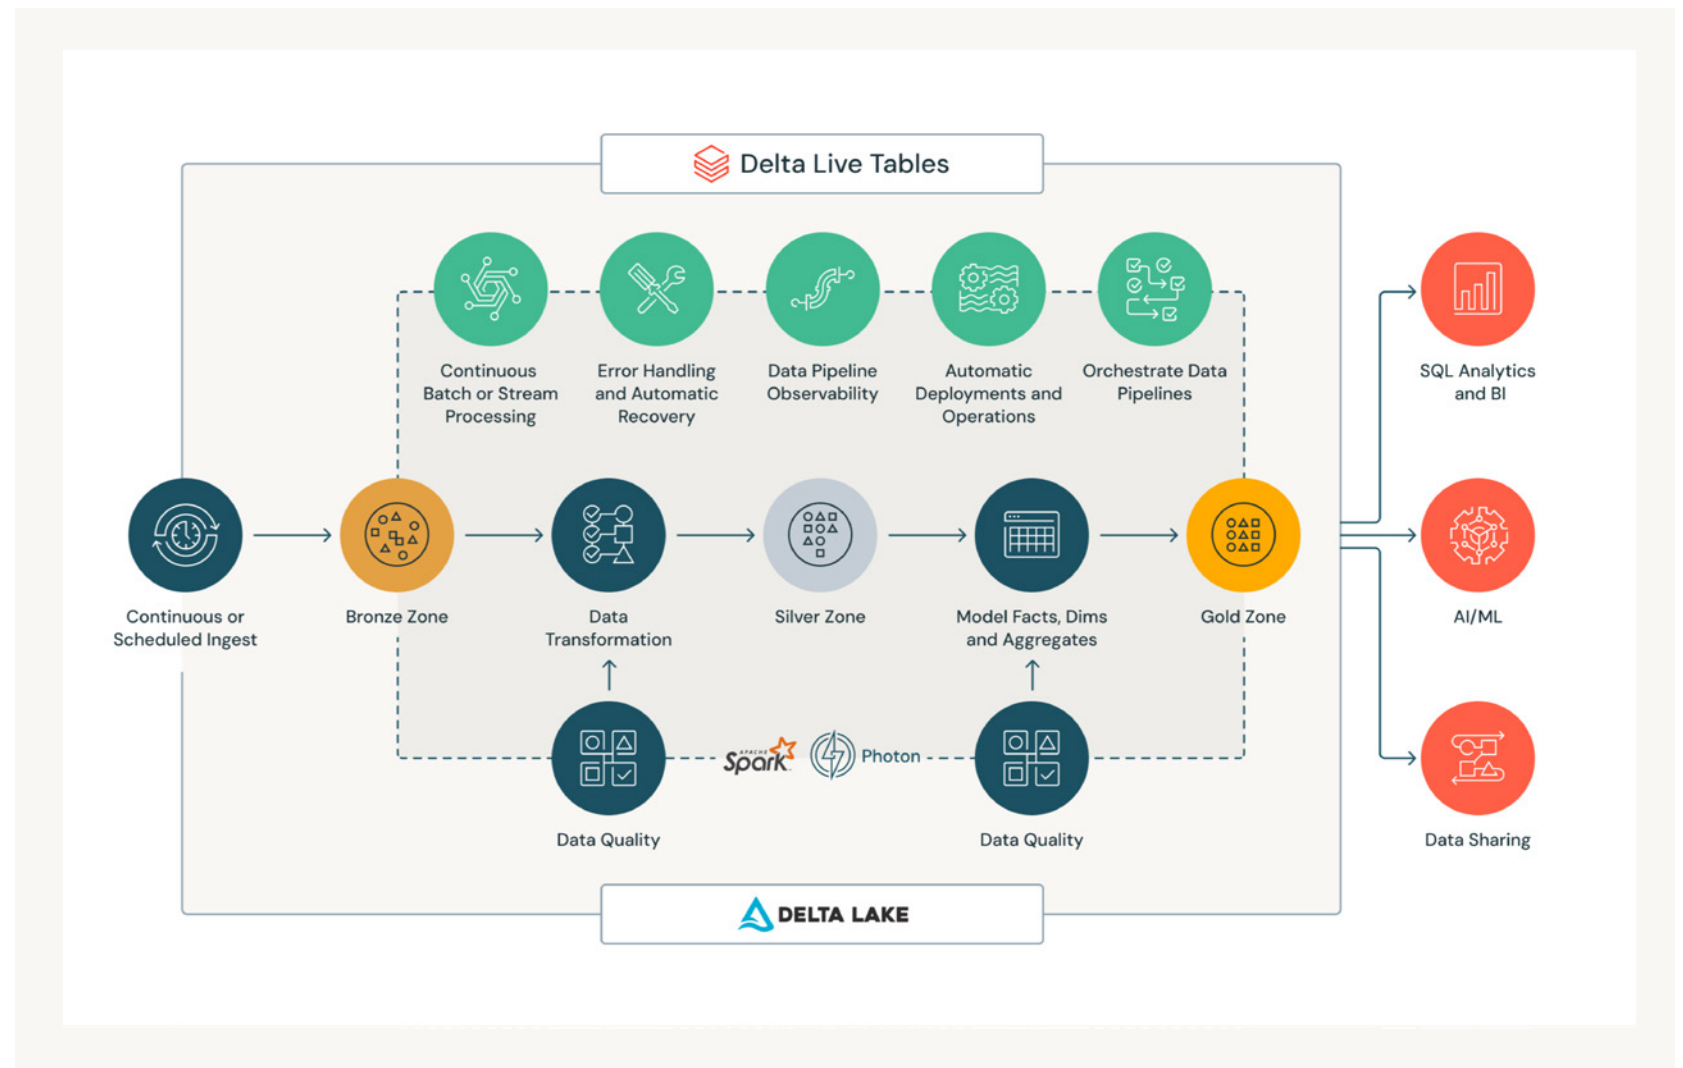 Delta Live Tables
Continuous
Batch or Stream
Processing
Error Handling
and Automatic
Recovery
Data Pipeline
Observability
Automatic
Deployments and
Operations
Orchestrate Data
Pipelines
SQL Analytics
and BI
Continuous or
Scheduled Ingest
Bronze Zone
Data
Transformation
Silver Zone
Model Facts, Dims
and Aggregates
Gold Zone
AI/ML
APACHE
Spark™
Photon
Data Quality
Data Quality
Data Sharing
DELTA LAKE